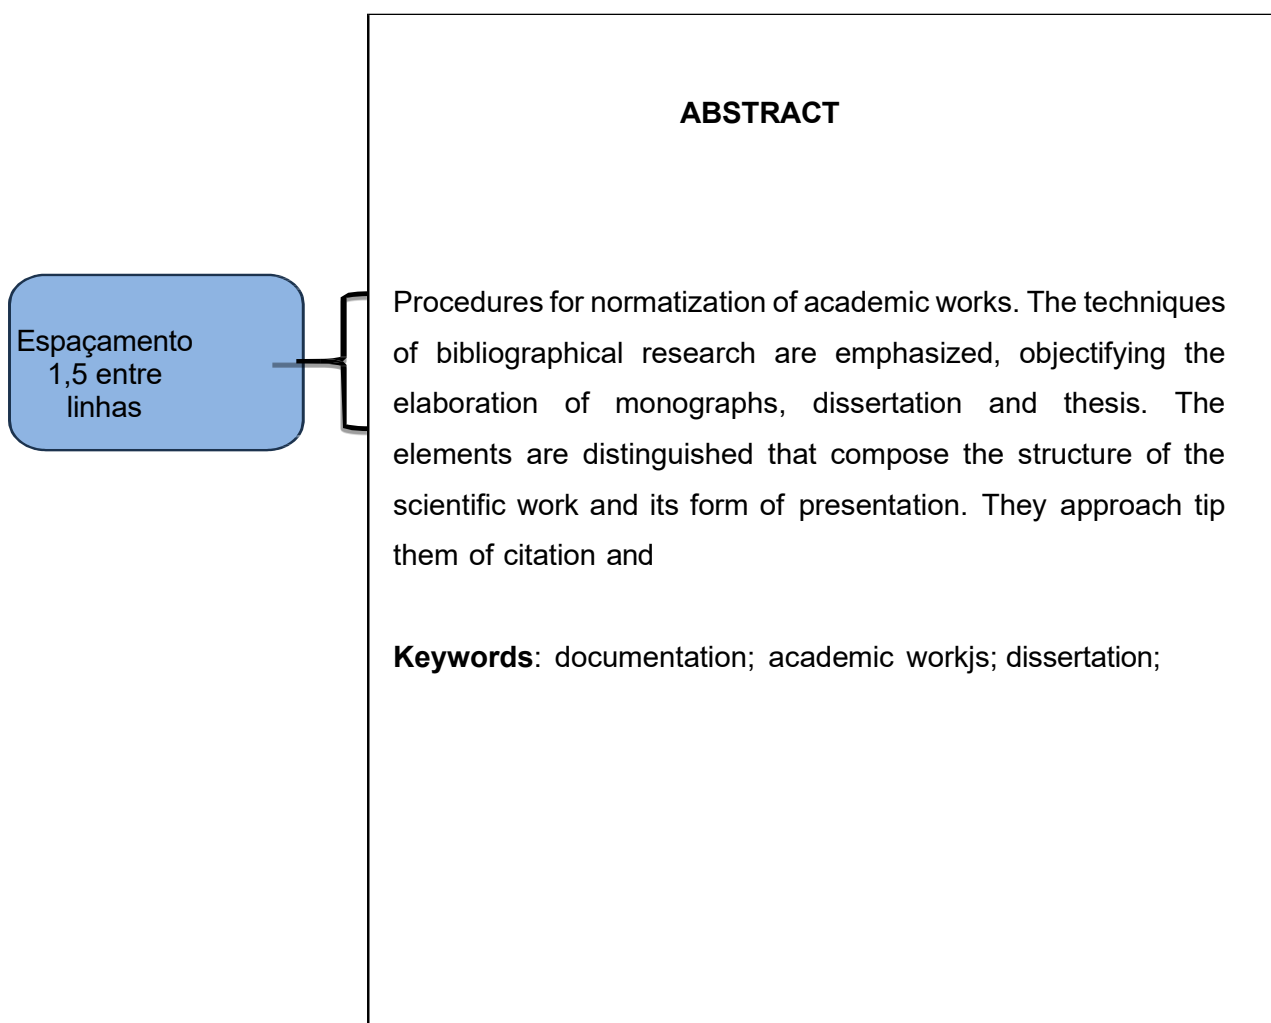 ABSTRACT
Espaçamento
1,5 entre
linhas
Procedures for normatization of academic works. The techniques
of bibliographical research are emphasized, objectifying the
elaboration of monographs, dissertation and thesis. The
elements are distinguished that compose the structure of the
scientific work and its form of presentation. They approach tip
them of citation and
Keywords: documentation; academic workjs; dissertation;